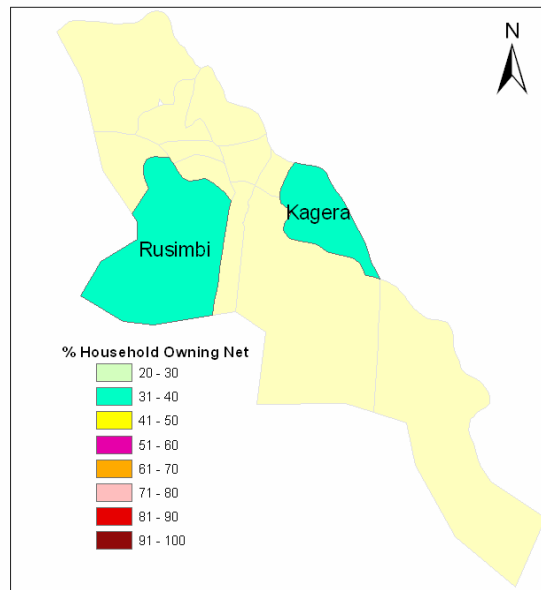 N
Kagera
Rusimbi
% Household Owning Net
20 - 30
31 - 40
41 - 50
51 - 60
61 - 70
71 - 80
81 - 90
91 - 100